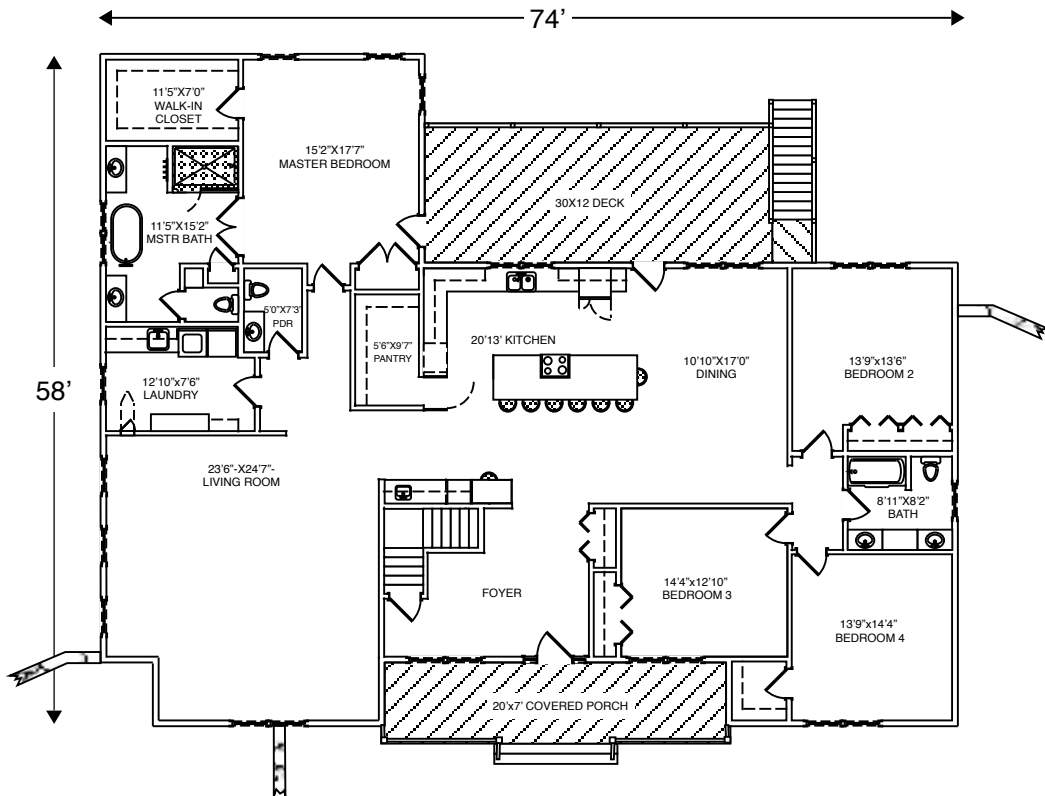 74’
58’
11'5"X7'0"
WALK-IN
CLOSET
15'2"X17'7"
MASTER BEDROOM
30X12 DECK
11'5"X15'2"
MSTR BATH
5'0"X7'3"
PDR
5'6"X9'7"
PANTRY
20'13' KITCHEN
10'10"X17'0"
DINING
13'9"x13'6"
BEDROOM 2
12'10"x7'6"
LAUNDRY
23'6"-X24'7"-
LIVING ROOM
8'11"X8'2"
BATH
FOYER
14'4"x12'10"
BEDROOM 3
13'9"x14'4"
BEDROOM 4
20'x7' COVERED PORCH